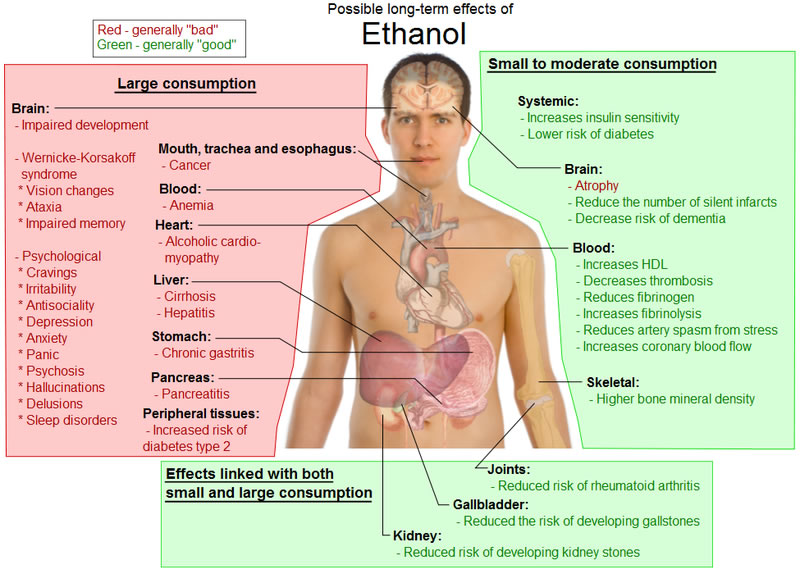 Possible long-term effects of
Ethanol
Red - generally "bad"
Green - generally "good"
Large consumption
Brain:
- Impaired development
- Wernicke-Korsakoff
syndrome
* Vision changes
* Ataxia
* Impaired memory
- Psychological
* Cravings
* Irritability
* Antisociality
* Depression
* Anxiety
* Panic
* Psychosis
* Hallucinations
* Delusions
* Sleep disorders
Mouth, trachea and esophagus:
- Cancer
Blood:
- Anemia
Heart:
- Alcoholic cardio-
myopathy
Liver:
- Cirrhosis
- Hepatitis
Stomach:
- Chronic gastritis
Pancreas:
- Pancreatitis
Peripheral tissues:
- Increased risk of
diabetes type 2
Small to moderate consumption
Systemic:
- Increases insulin sensitivity
- Lower risk of diabetes
Brain:
- Atrophy
- Reduce the number of silent infarcts
- Decrease risk of dementia
Blood:
- Increases HDL
- Decreases thrombosis
- Reduces fibrinogen
- Increases fibrinolysis
- Reduces artery spasm from stress
- Increases coronary blood flow
Skeletal:
- Higher bone mineral density
Effects linked with both
small and large consumption
Joints:
- Reduced risk of rheumatoid arthritis
Gallbladder:
- Reduced the risk of developing gallstones
Kidney:
- Reduced risk of developing kidney stones